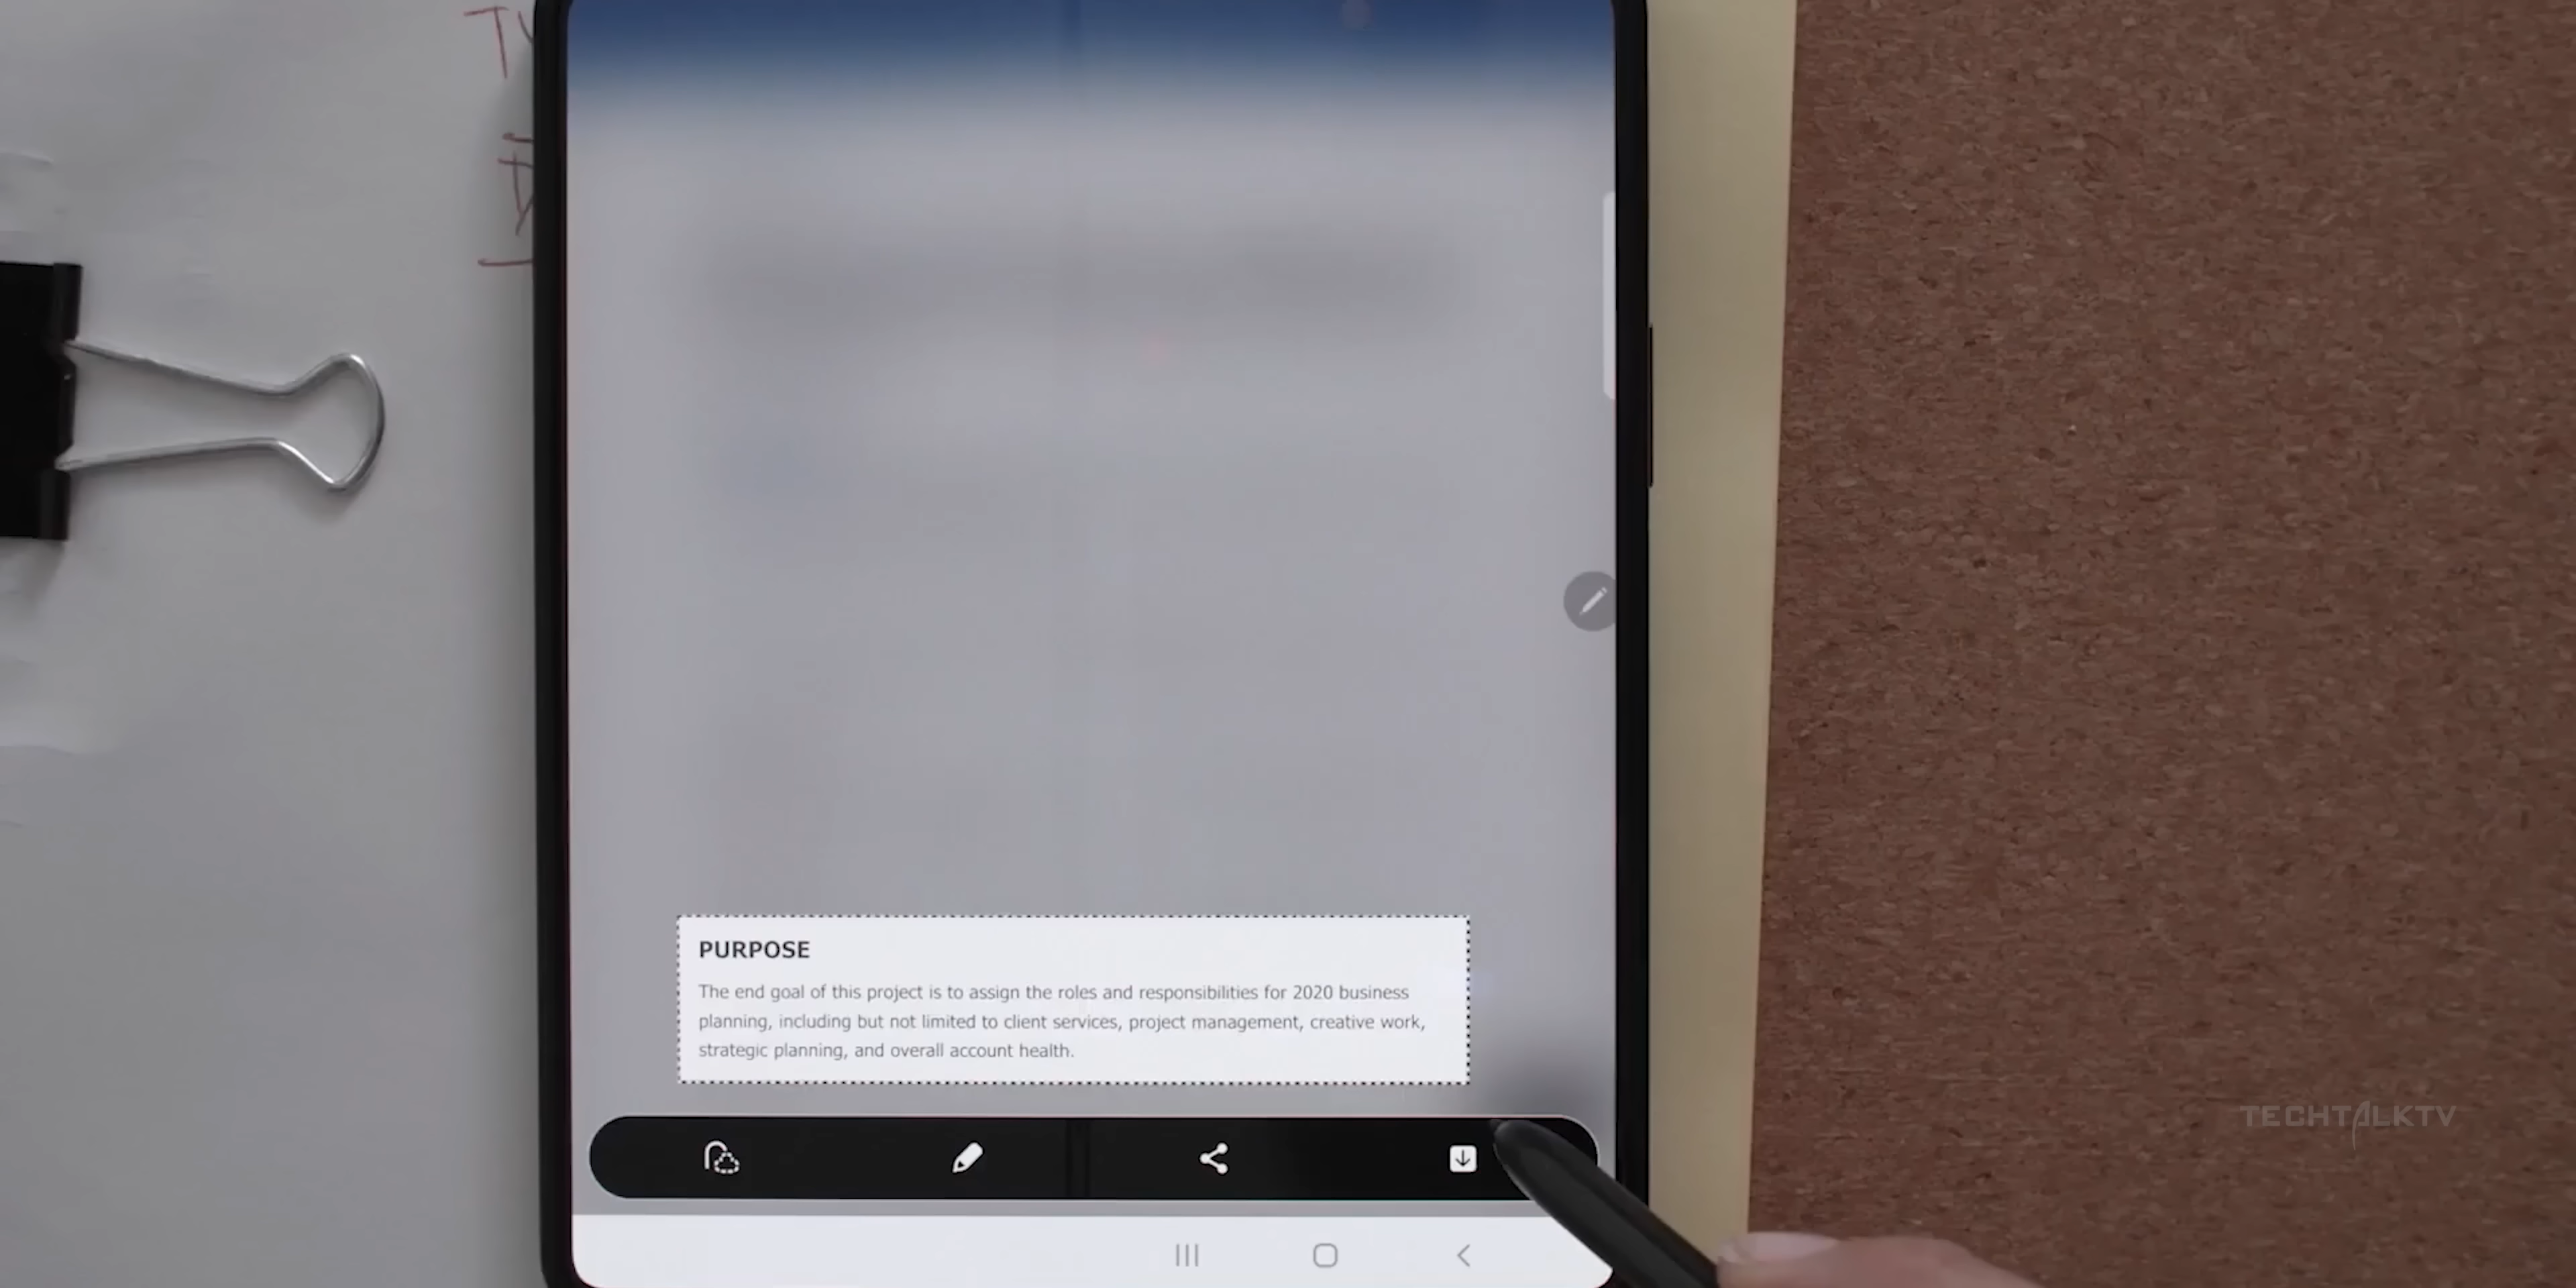 PURPOSE
The end goal of this project is to assign the roles and responsibilities for 2020 business
planning, including but not limited to client services, project management, creative work,
strategic planning, and overall account health.
TECHTALKTV